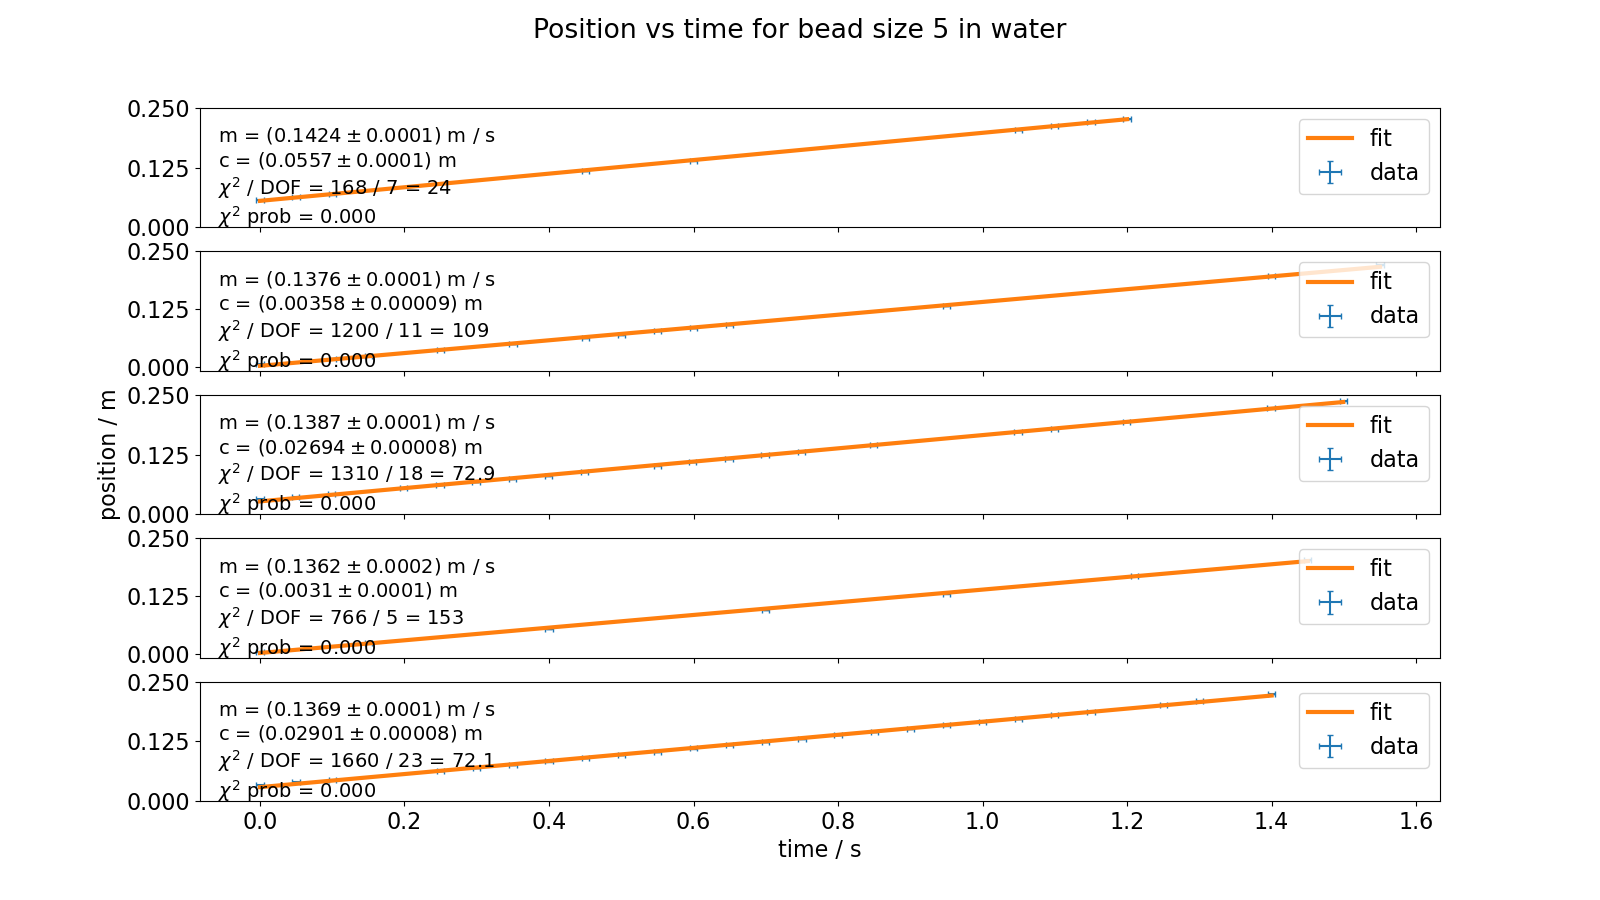 Position vs time for bead size 5 in water
0.250
0.125
0.000
m = (0.1424 ± 0.0001) m / s
c = (0.0557 ± 0.0001) m
χ² / DOF = 168 / 7 = 24
χ² prob = 0.000
fit
data
0.250
0.125
0.000
m = (0.1376 ± 0.0001) m / s
c = (0.00358 ± 0.00009) m
χ² / DOF = 1200 / 11 = 109
χ² prob = 0.000
fit
data
position / m
0.250
0.125
0.000
m = (0.1387 ± 0.0001) m / s
c = (0.02694 ± 0.00008) m
χ² / DOF = 1310 / 18 = 72.9
χ² prob = 0.000
fit
data
0.250
0.125
0.000
m = (0.1362 ± 0.0002) m / s
c = (0.0031 ± 0.0001) m
χ² / DOF = 766 / 5 = 153
χ² prob = 0.000
fit
data
0.250
0.125
0.000
m = (0.1369 ± 0.0001) m / s
c = (0.02901 ± 0.00008) m
χ² / DOF = 1660 / 23 = 72.1
χ² prob = 0.000
fit
data
0.0 0.2 0.4 0.6 0.8 1.0 1.2 1.4 1.6
time / s